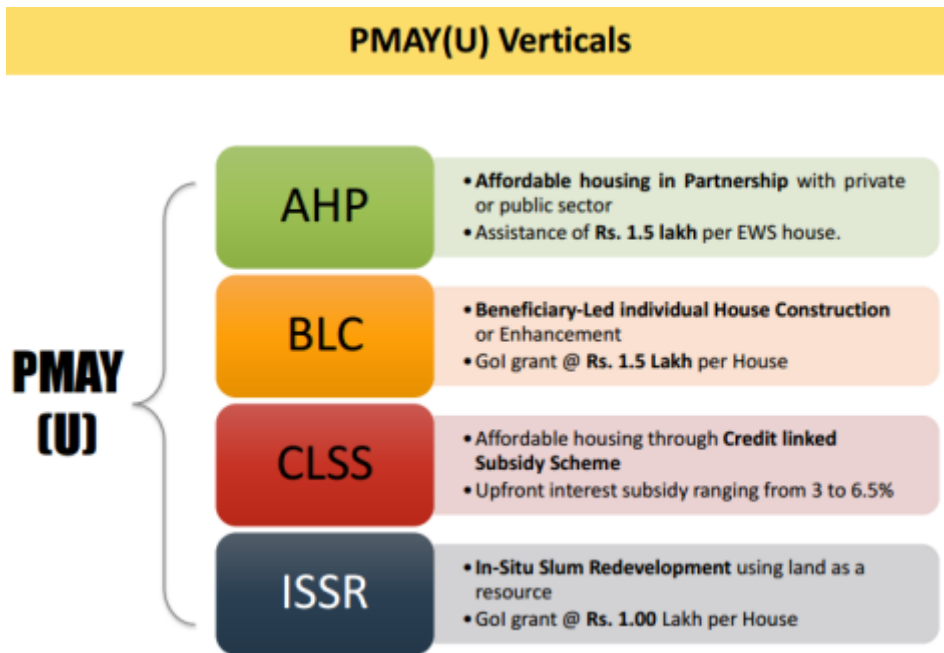 PMAY(U) Verticals
PMAY
(U)
AHP
• Affordable housing in Partnership with private
or public sector
• Assistance of Rs. 1.5 lakh per EWS house.
BLC
• Beneficiary-Led individual House Construction
or Enhancement
• GoI grant @ Rs. 1.5 Lakh per House
CLSS
• Affordable housing through Credit linked
Subsidy Scheme
• Upfront interest subsidy ranging from 3 to 6.5%
ISSR
• In-Situ Slum Redevelopment using land as a
resource
• GoI grant @ Rs. 1.00 Lakh per House